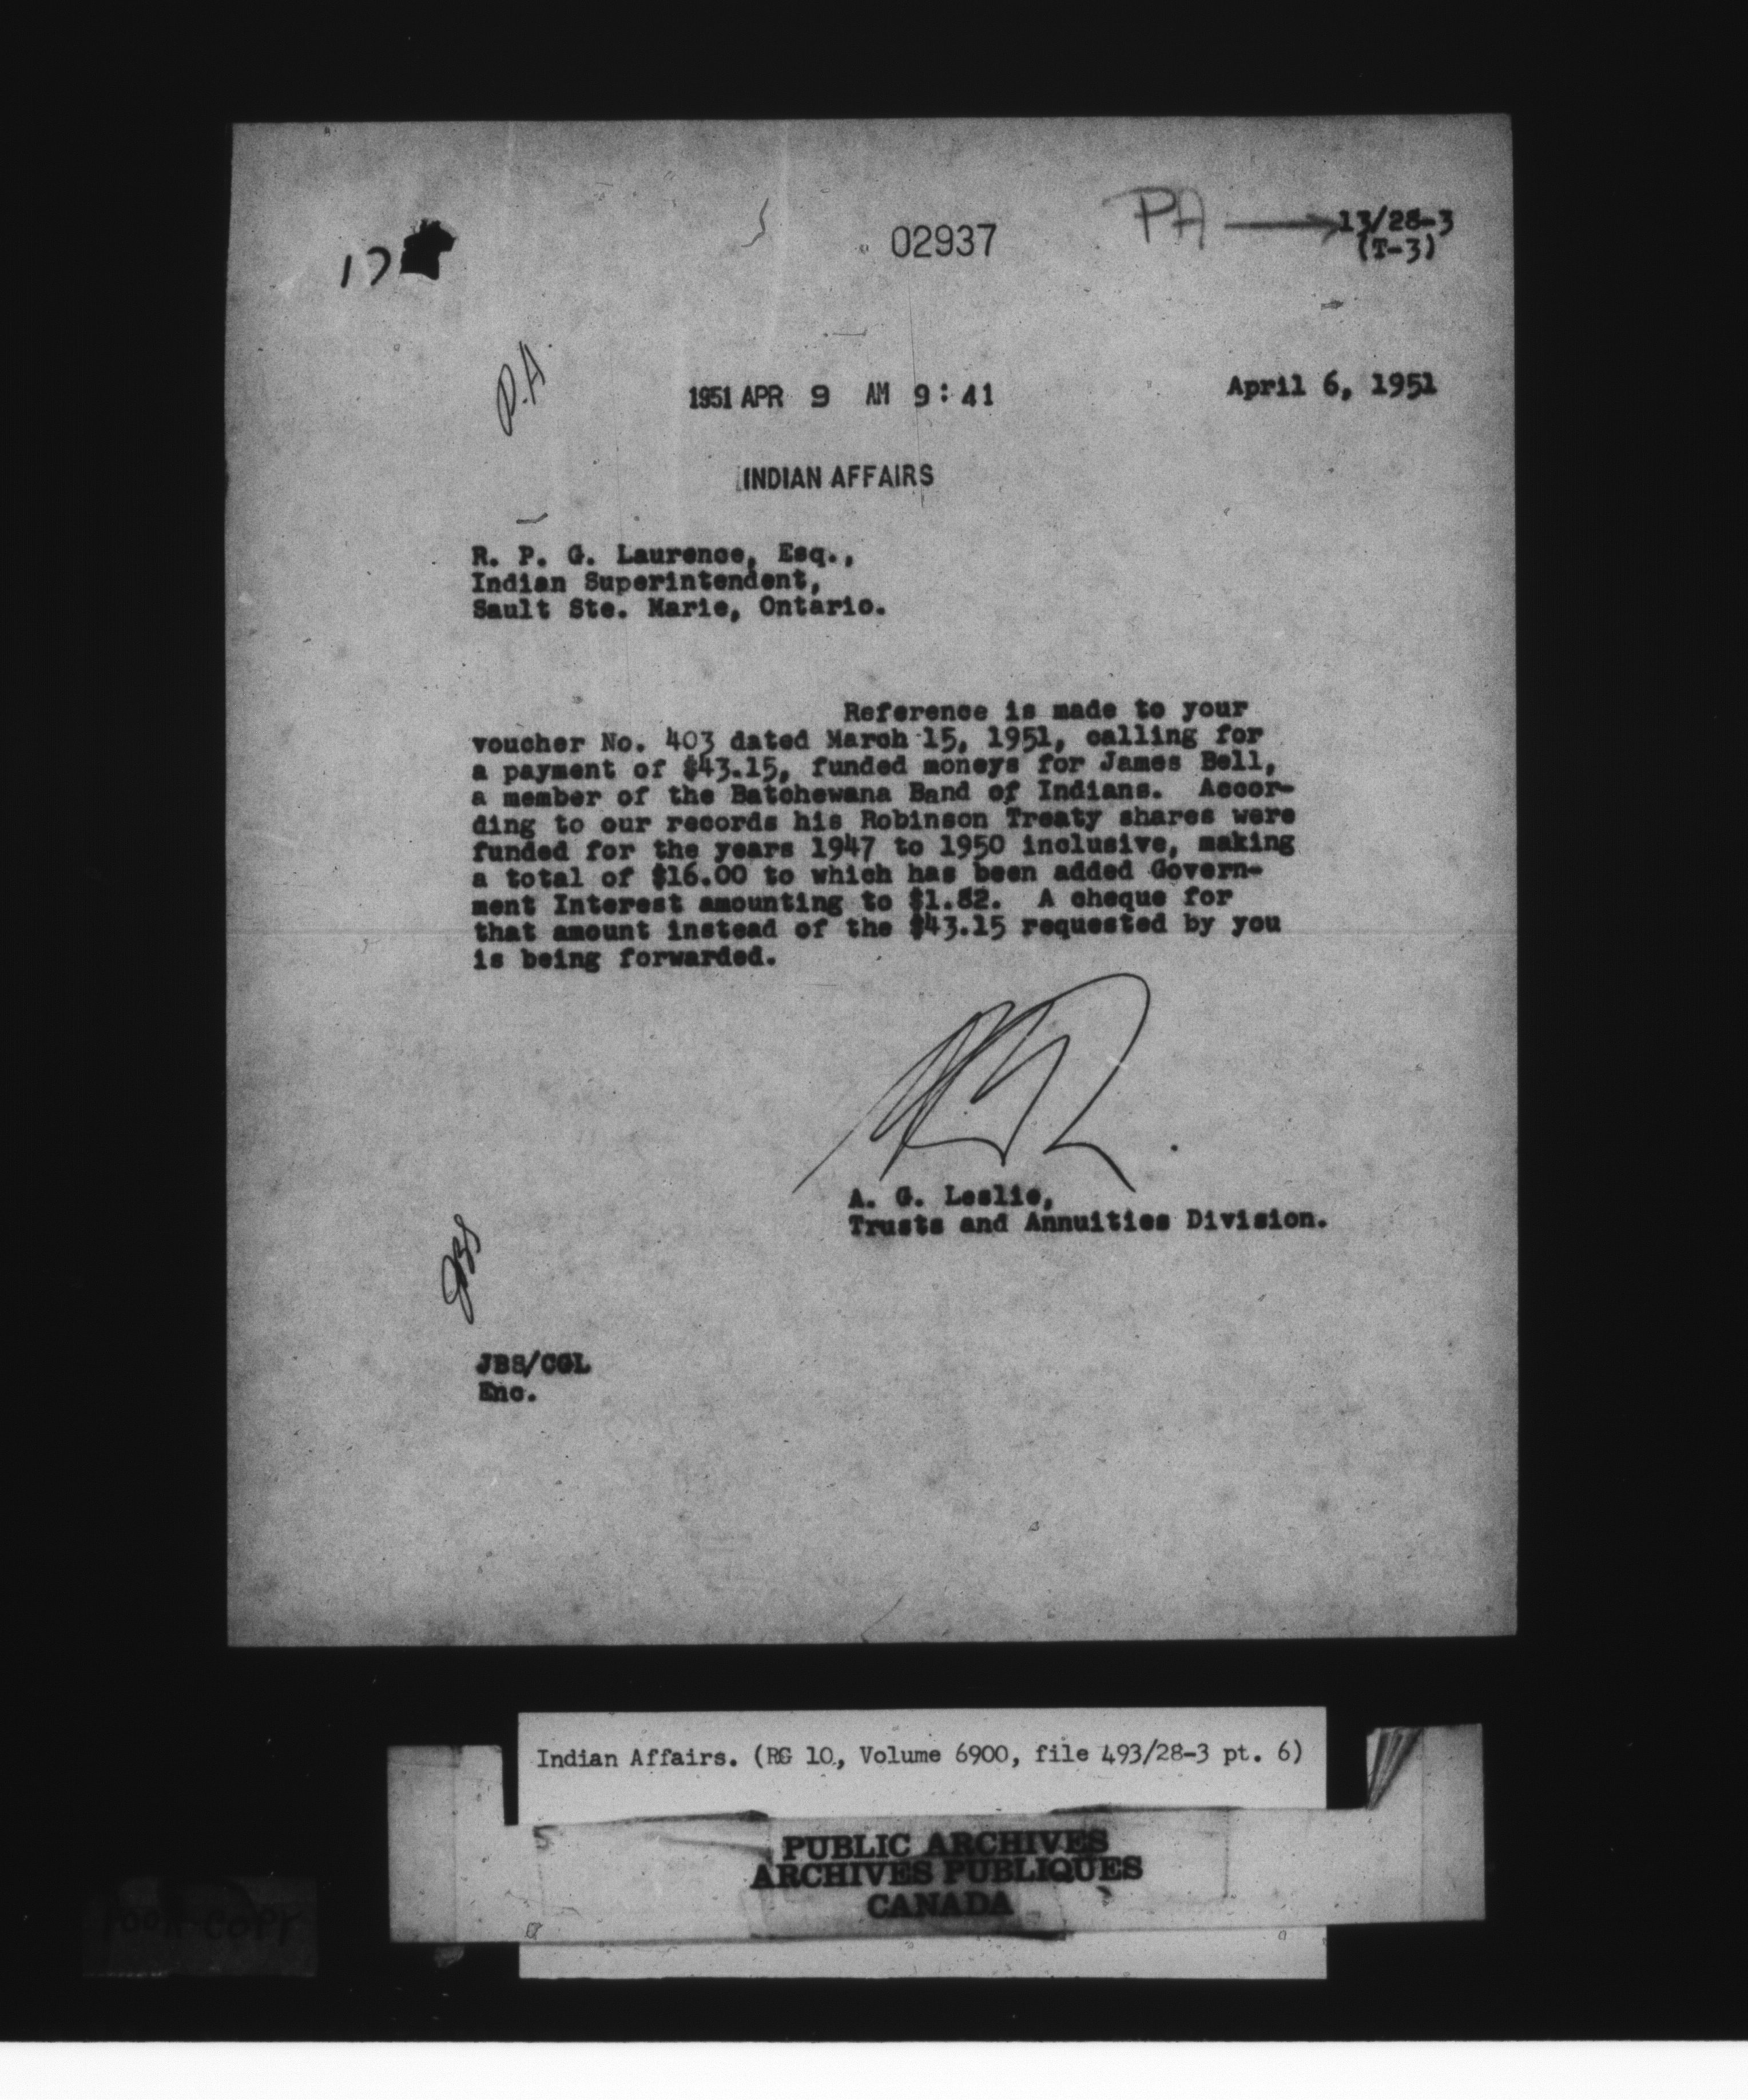 PA → 13/28-3
(T-3)
02937
17
P.A.
1951 APR 9 AM 9:41
April 6, 1951
INDIAN AFFAIRS
R. P. G. Laurence, Esq.,
Indian Superintendent,
Sault Ste. Marie, Ontario.
Reference is made to your
voucher No. 403 dated March 15, 1951, calling for
a payment of $43.15, funded moneys for James Bell,
a member of the Batchewana Band of Indians. Accor-
ding to our records his Robinson Treaty shares were
funded for the years 1947 to 1950 inclusive, making
a total of $16.00 to which has been added Govern-
ment Interest amounting to $1.82. A cheque for
that amount instead of the $43.15 requested by you
is being forwarded.
A. G. Leslie,
Trusts and Annuities Division.
JBS
JBS/CGL
Enc.
Indian Affairs. (RG 10, Volume 6900, file 493/28-3 pt. 6)
PUBLIC ARCHIVES
ARCHIVES PUBLIQUES
CANADA
POOR COPY